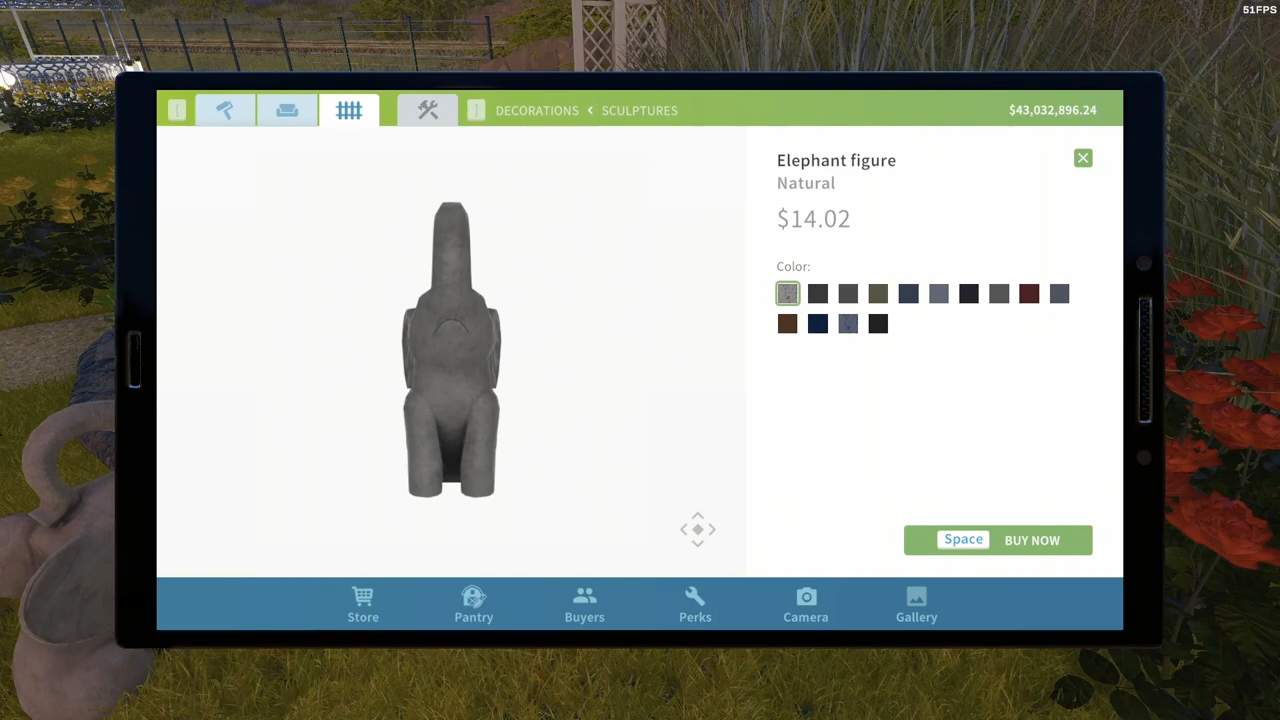 51FPS
[
]
DECORATIONS < SCULPTURES
$43,032,896.24
Elephant figure
Natural
$14.02
Color:
Space BUY NOW
Store
Pantry
Buyers
Perks
Camera
Gallery